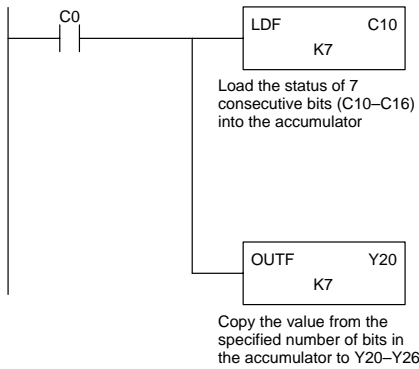 C0
LDF C10
K7
Load the status of 7
consecutive bits (C10–C16)
into the accumulator
OUTF Y20
K7
Copy the value from the
specified number of bits in
the accumulator to Y20–Y26